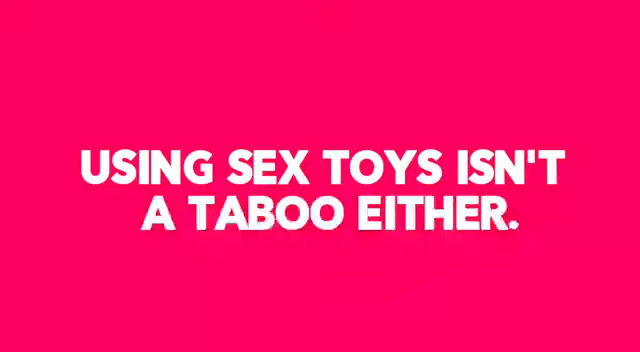 USING SEX TOYS ISN'T
A TABOO EITHER.